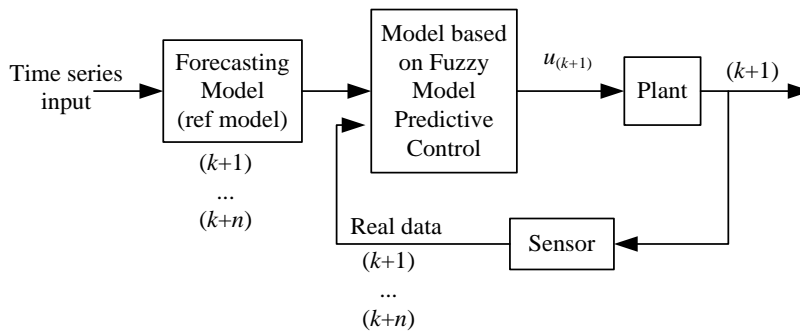 Time series
input
Forecasting
Model
(ref model)
(k+1)
...
(k+n)
Model based
on Fuzzy
Model
Predictive
Control
u(k+1)
Plant
(k+1)
Sensor
Real data
(k+1)
...
(k+n)